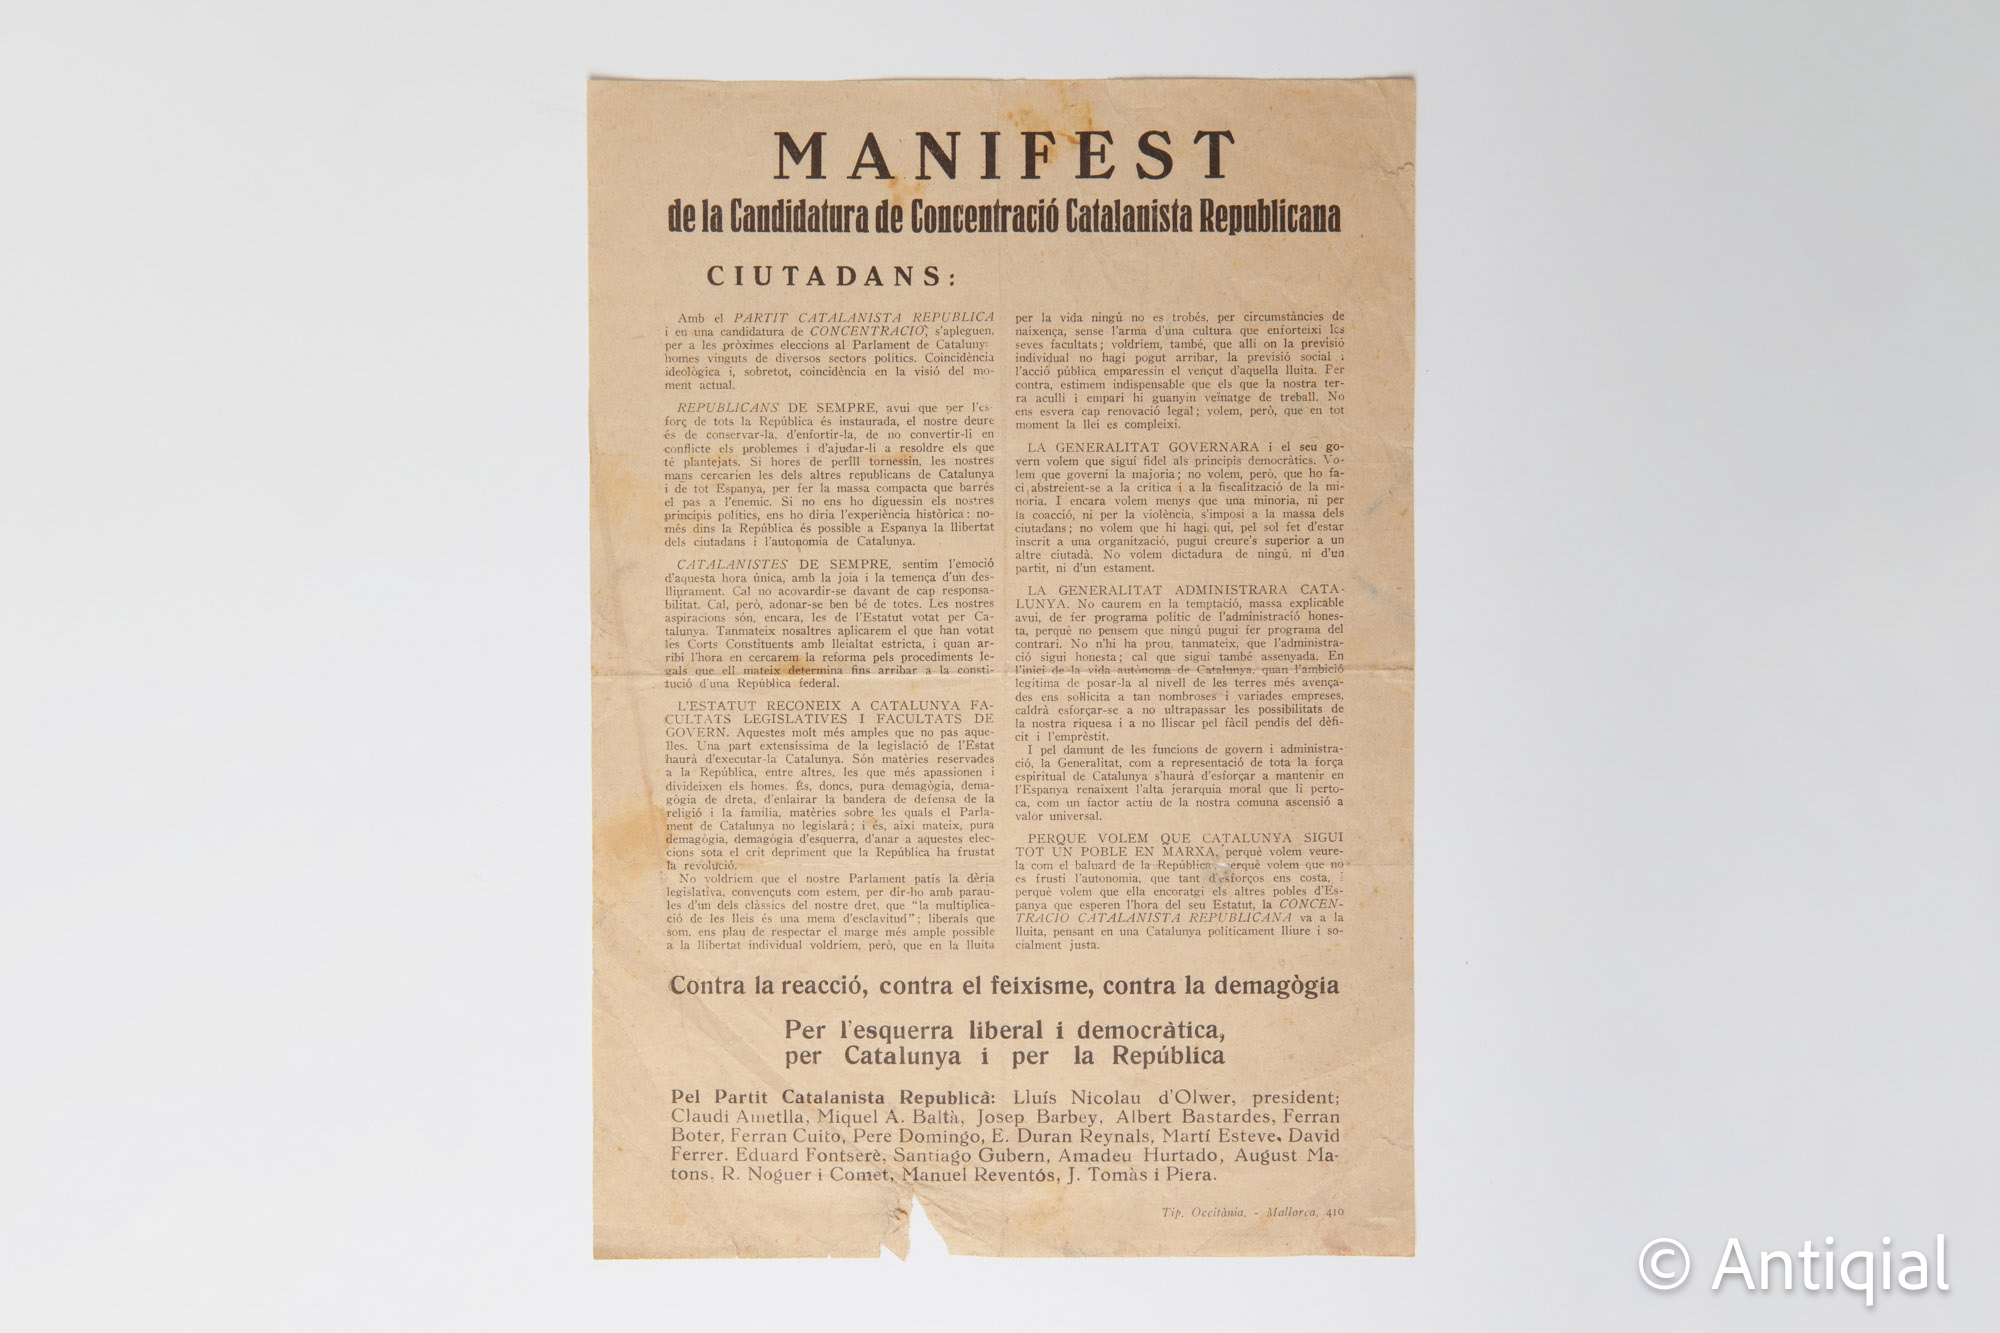 MANIFEST
de la Candidatura de Concentració Catalanista Republicana
CIUTADANS:
Amb el PARTIT CATALANISTA REPUBLICA
i en una candidatura de CONCENTRACIO, s'apleguen,
per a les pròximes eleccions al Parlament de Cataluny:
homes vinguts de diversos sectors polítics. Coincidència
ideològica i, sobretot, coincidència en la visió del mo-
ment actual.
REPUBLICANS DE SEMPRE, avui que per l'es-
forç de tots la República és instaurada, el nostre deure
és de conservar-la, d'enfortir-la, de no convertir-li en
conflicte els problemes i d'ajudar-li a resoldre els que
té plantejats. Si hores de perill tornessin, les nostres
mans cercarien les dels altres republicans de Catalunya
i de tot Espanya, per fer la massa compacta que barrés
el pas a l'enemic. Si no ens ho diguessin els nostres
principis polítics, ens ho diria l'experiència històrica: no-
més dins la República és possible a Espanya la llibertat
dels ciutadans i l'autonomia de Catalunya.
CATALANISTES DE SEMPRE, sentim l'emoció
d'aquesta hora única, amb la joia i la temença d'un des-
lliurament. Cal no acovardir-se davant de cap responsa-
bilitat. Cal, però, adonar-se ben bé de totes. Les nostres
aspiracions són, encara, les de l'Estatut votat per Ca-
talunya. Tanmateix nosaltres aplicarem el que han votat
les Corts Constituents amb lleialtat estricta, i quan ar-
ribi l'hora en cercarem la reforma pels procediments le-
gals que ell mateix determina fins arribar a la consti-
tució d'una República federal.
L'ESTATUT RECONEIX A CATALUNYA FA-
CULTATS LEGISLATIVES I FACULTATS DE
GOVERN. Aquestes molt més amples que no pas aque-
lles. Una part extensíssima de la legislació de l'Estat
haurà d'executar-la Catalunya. Són matèries reservades
a la República, entre altres, les que més apassionen i
divideixen els homes. És, doncs, pura demagògia, dema-
gògia de dreta, d'enlairar la bandera de defensa de la
religió i la família, matèries sobre les quals el Parla-
ment de Catalunya no legislarà; i és, així mateix, pura
demagògia, demagògia d'esquerra, d'anar a aquestes elec-
cions sota el crit depriment que la República ha frustat
la revolució.
No voldríem que el nostre Parlament patís la dèria
legislativa, convençuts com estem, per dir-ho amb parau-
les d'un dels clàssics del nostre dret, que "la multiplica-
ció de les lleis és una mena d'esclavitud"; liberals que
som, ens plau de respectar el marge més ample possible
a la llibertat individual voldríem, però, que en la lluita
per la vida ningú no es trobés, per circumstàncies de
naixença, sense l'arma d'una cultura que enforteixi les
seves facultats; voldríem, també, que allí on la previsió
individual no hagi pogut arribar, la previsió social i
l'acció pública emparessin el vençut d'aquella lluita. Per
contra, estimem indispensable que els que la nostra ter-
ra aculli i empari hi guanyin veïnatge de treball. No
ens esvera cap renovació legal; volem, però, que en tot
moment la llei es compleixi.
LA GENERALITAT GOVERNARA i el seu go-
vern volem que sigui fidel als principis democràtics. Vo-
lem que governi la majoria; no volem, però, que ho fa-
ci abstreient-se a la crítica i a la fiscalització de la mi-
noria. I encara volem menys que una minoria, ni per
la coacció, ni per la violència, s'imposi a la massa dels
ciutadans; no volem que hi hagi qui, pel sol fet d'estar
inscrit a una organització, pugui creure's superior a un
altre ciutadà. No volem dictadura de ningú, ni d'un
partit, ni d'un estament.
LA GENERALITAT ADMINISTRARA CATA-
LUNYA. No caurem en la temptació, massa explicable
avui, de fer programa polític de l'administració hones-
ta, perquè no pensem que ningú pugui fer programa del
contrari. No n'hi ha prou, tanmateix, que l'administra-
ció sigui honesta; cal que sigui també assenyada. En
l'inici de la vida autònoma de Catalunya, quan l'ambició
legítima de posar-la al nivell de les terres més avença-
des ens sol·licita a tan nombroses i variades empreses,
caldrà esforçar-se a no ultrapassar les possibilitats de
la nostra riquesa i a no lliscar pel fàcil pendís del dèfi-
cit i l'emprèstit.
I pel damunt de les funcions de govern i administra-
ció, la Generalitat, com a representació de tota la força
espiritual de Catalunya s'haurà d'esforçar a mantenir en
l'Espanya renaixent l'alta jerarquia moral que li perto-
ca, com un factor actiu de la nostra comuna ascensió a
valor universal.
PERQUE VOLEM QUE CATALUNYA SIGUI
TOT UN POBLE EN MARXA, perquè volem veure-
la com el baluard de la República, perquè volem que no
es frusti l'autonomia, que tant d'esforços ens costa, i
perquè volem que ella encoratgi els altres pobles d'Es-
panya que esperen l'hora del seu Estatut, la CONCEN-
TRACIO CATALANISTA REPUBLICANA va a la
lluita, pensant en una Catalunya políticament lliure i so-
cialment justa.
Contra la reacció, contra el feixisme, contra la demagògia
Per l'esquerra liberal i democràtica,
per Catalunya i per la República
Pel Partit Catalanista Republicà: Lluís Nicolau d'Olwer, president;
Claudi Ametlla, Miquel A. Baltà, Josep Barbey, Albert Bastardes, Ferran
Boter, Ferran Cuito, Pere Domingo, E. Duran Reynals, Martí Esteve, David
Ferrer. Eduard Fontserè, Santiago Gubern, Amadeu Hurtado, August Ma-
tons, R. Noguer i Comet, Manuel Reventós, J. Tomàs i Piera.
Tip. Occitània. - Mallorca, 410
© Antiqial